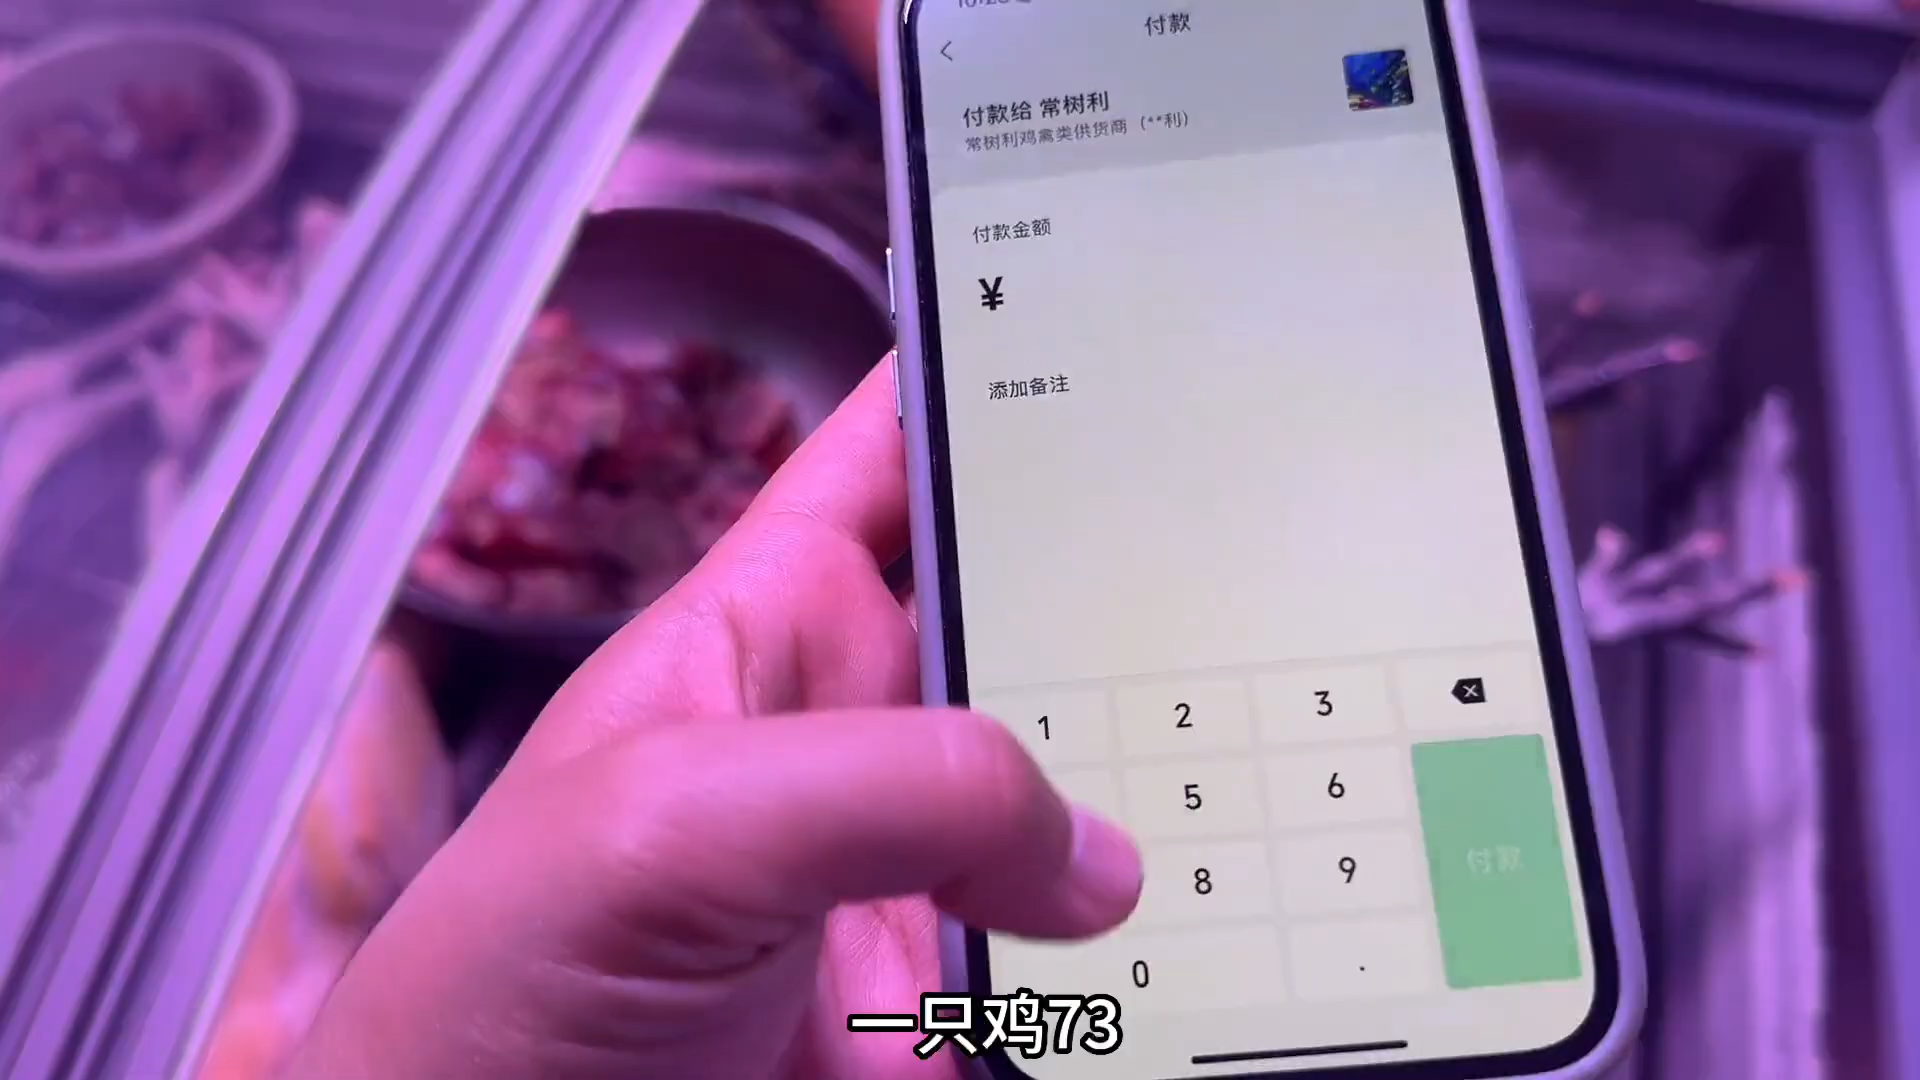 付款
付款给 常树利
常树利鸡禽类供货商 (**利)
付款金额
¥
添加备注
1 2 3
5 6
8 9
付款
0 .
一只鸡73